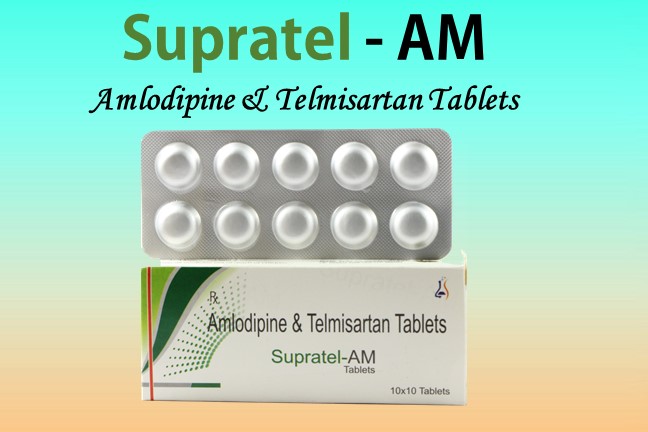 Supratel - AM
Amlodipine & Telmisartan Tablets
Rx
Amlodipine & Telmisartan Tablets
Supratel-AM
Tablets
10x10 Tablets